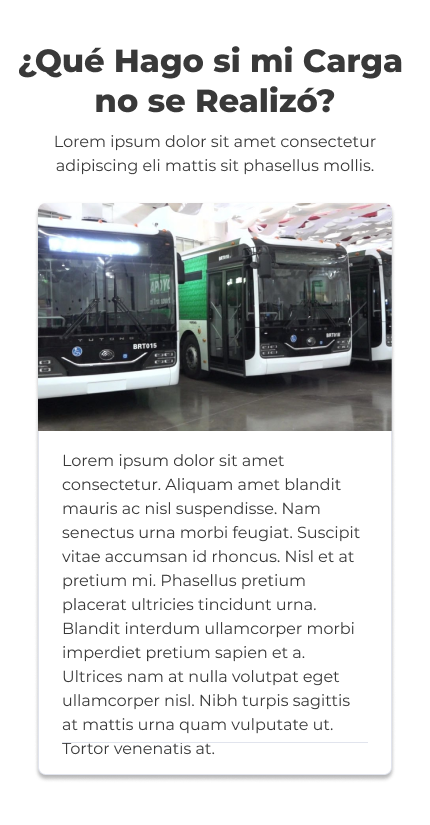 ¿Qué Hago si mi Carga
no se Realizó?
Lorem ipsum dolor sit amet consectetur
adipiscing eli mattis sit phasellus mollis.
YUTONG
BRT015
BRT016
Lorem ipsum dolor sit amet
consectetur. Aliquam amet blandit
mauris ac nisl suspendisse. Nam
senectus urna morbi feugiat. Suscipit
vitae accumsan id rhoncus. Nisl et at
pretium mi. Phasellus pretium
placerat ultricies tincidunt urna.
Blandit interdum ullamcorper morbi
imperdiet pretium sapien et a.
Ultrices nam at nulla volutpat eget
ullamcorper nisl. Nibh turpis sagittis
at mattis urna quam vulputate ut.
Tortor venenatis at.